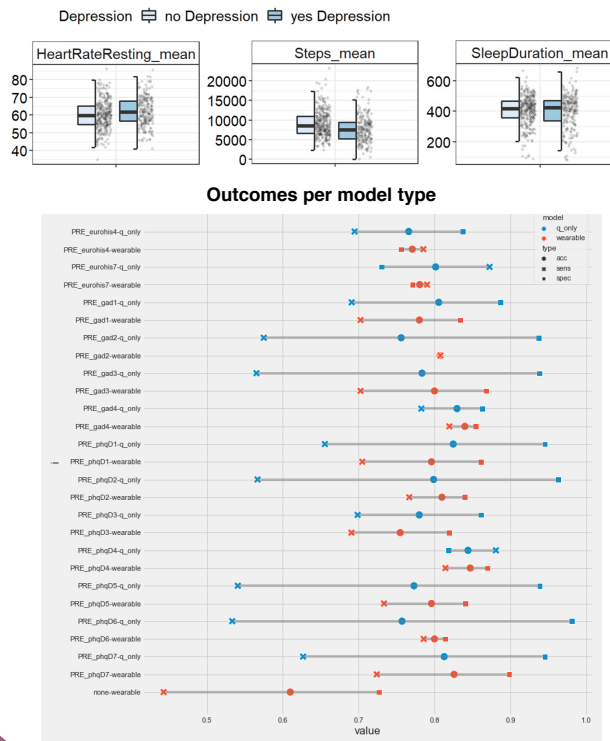 Depression no Depression yes Depression
HeartRateResting_mean Steps_mean SleepDuration_mean
80
70
60
50
40
20000
15000
10000
5000
0
600
400
200
Outcomes per model type
model
q_only
wearable
type
acc
sens
spec
i
PRE_eurohis4-q_only
PRE_eurohis4-wearable
PRE_eurohis7-q_only
PRE_eurohis7-wearable
PRE_gad1-q_only
PRE_gad1-wearable
PRE_gad2-q_only
PRE_gad2-wearable
PRE_gad3-q_only
PRE_gad3-wearable
PRE_gad4-q_only
PRE_gad4-wearable
PRE_phqD1-q_only
PRE_phqD1-wearable
PRE_phqD2-q_only
PRE_phqD2-wearable
PRE_phqD3-q_only
PRE_phqD3-wearable
PRE_phqD4-q_only
PRE_phqD4-wearable
PRE_phqD5-q_only
PRE_phqD5-wearable
PRE_phqD6-q_only
PRE_phqD6-wearable
PRE_phqD7-q_only
PRE_phqD7-wearable
none-wearable
0.5 0.6 0.7 0.8 0.9 1.0
value